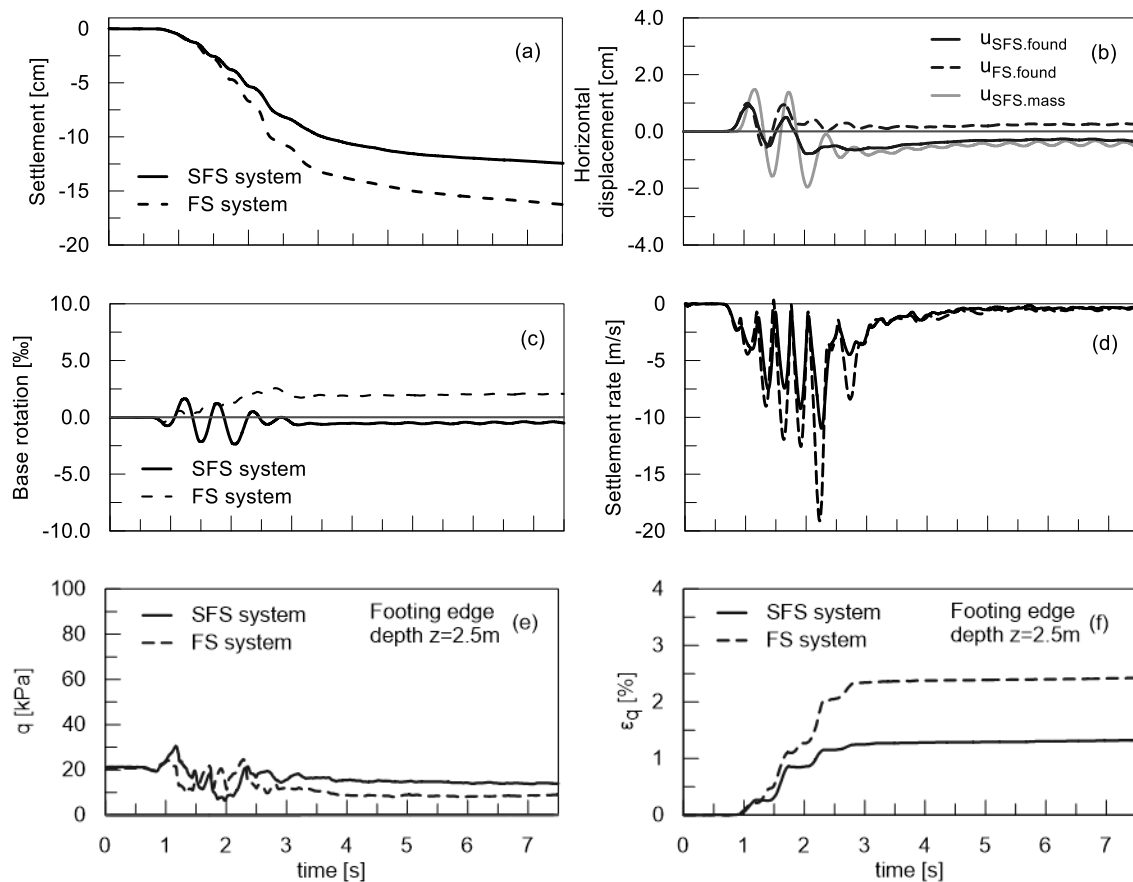 0
-5
-10
-15
-20
Settlement [cm]
(a)
SFS system
FS system
4.0
2.0
0.0
-2.0
-4.0
Horizontal
displacement [cm]
u_SFS.found
u_FS.found
u_SFS.mass
(b)
10.0
5.0
0.0
-5.0
-10.0
Base rotation [‰]
(c)
SFS system
FS system
0
-5
-10
-15
-20
Settlement rate [m/s]
(d)
100
80
60
40
20
0
q [kPa]
SFS system
FS system
Footing edge
depth z=2.5m
(e)
0 1 2 3 4 5 6 7
time [s]
4
3
2
1
0
ε_q [%]
SFS system
FS system
Footing edge
depth z=2.5m
(f)
0 1 2 3 4 5 6 7
time [s]